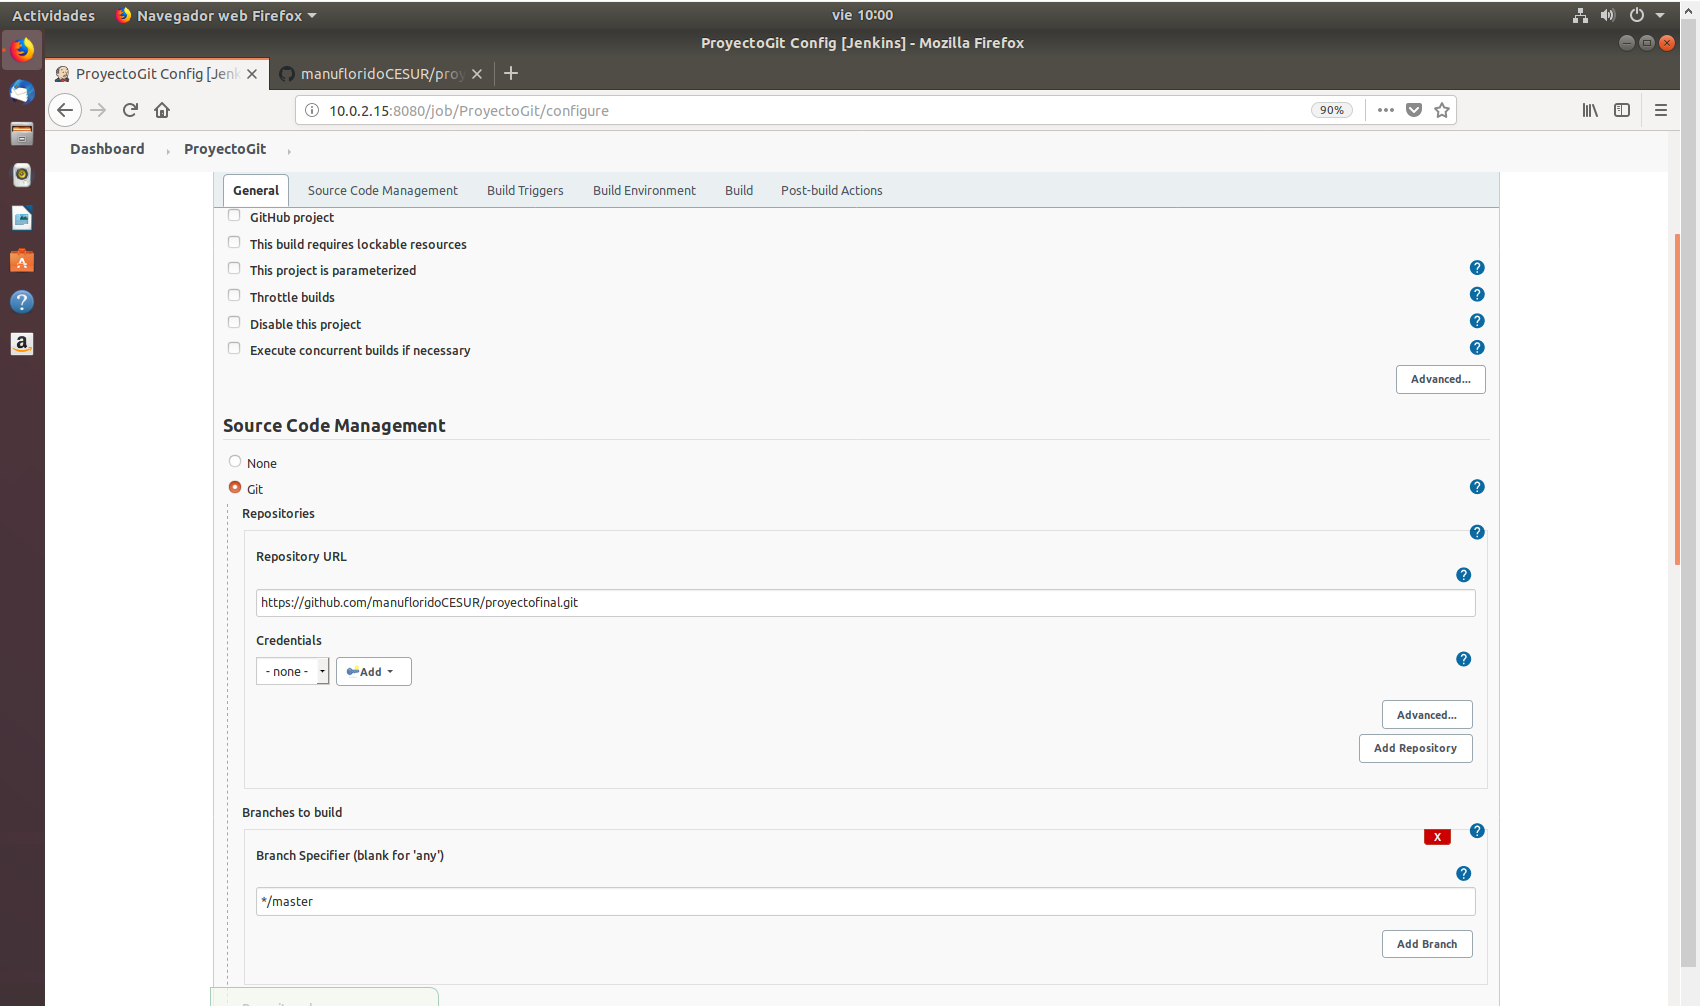 Actividades Navegador web Firefox vie 10:00
ProyectoGit Config [Jenkins] - Mozilla Firefox
ProyectoGit Config [Jenk manufloridoCESUR/proy
10.0.2.15:8080/job/ProyectoGit/configure 90%
Dashboard ProyectoGit
General Source Code Management Build Triggers Build Environment Build Post-build Actions
GitHub project
This build requires lockable resources
This project is parameterized
Throttle builds
Disable this project
Execute concurrent builds if necessary
Advanced...
Source Code Management
None
Git
Repositories
Repository URL
https://github.com/manufloridoCESUR/proyectofinal.git
Credentials
- none - Add
Advanced...
Add Repository
Branches to build
X
Branch Specifier (blank for 'any')
*/master
Add Branch